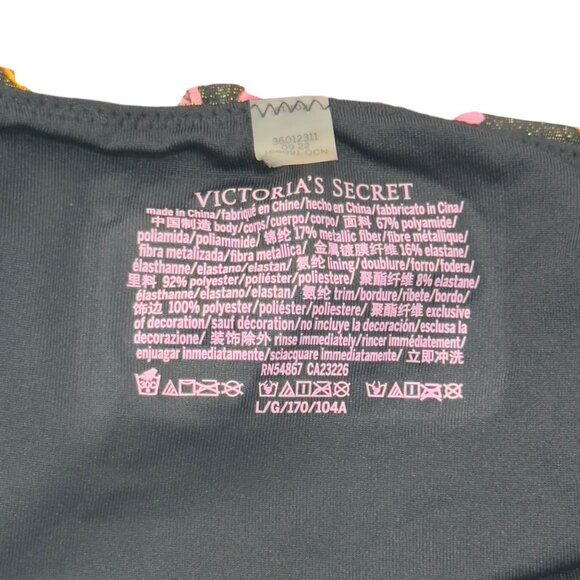 36012311
09 22
VICTORIA'S SECRET
made in China/fabriqué en Chine/hecho en China/fabbricato in Cina/
中国制造 body/corps/cuerpo/corpo/ 面料 67% polyamide/
poliamida/poliammide/ 锦纶 17% metallic fiber/fibre métallique/
fibra metalizada/fibra metallica/ 金属镀膜纤维 16% elastane/
élasthanne/elastano/elastan/ 氨纶 lining/doublure/forro/fodera/
里料 92% polyester/poliéster/poliestere/ 聚酯纤维 8% elastane/
élasthanne/elastano/elastan/ 氨纶 trim/bordure/ribete/bordo/
饰边 100% polyester/poliéster/poliestere/ 聚酯纤维 exclusive
of decoration/sauf décoration/no incluye la decoración/esclusa la
decorazione/ 装饰除外 rinse immediately/rincer immédiatement/
enjuagar inmediatamente/sciacquare immediatamente/ 立即冲洗
RN54867 CA23226
30C
L/G/170/104A